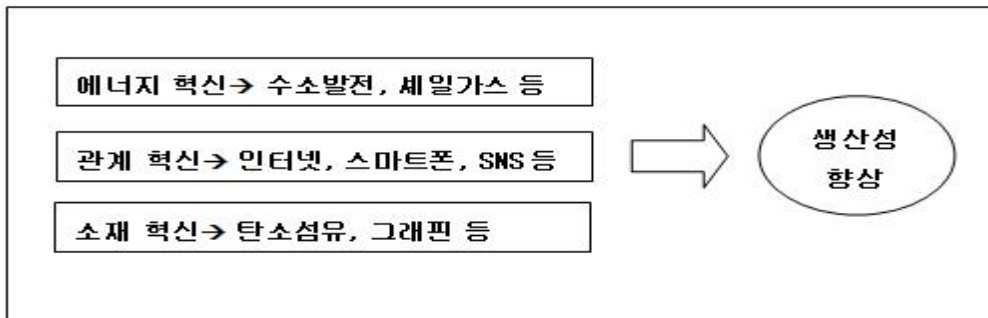 에너지 혁신→ 수소발전, 셰일가스 등
관계 혁신→ 인터넷, 스마트폰, SNS 등
소재 혁신→ 탄소섬유, 그래핀 등
생산성
향상